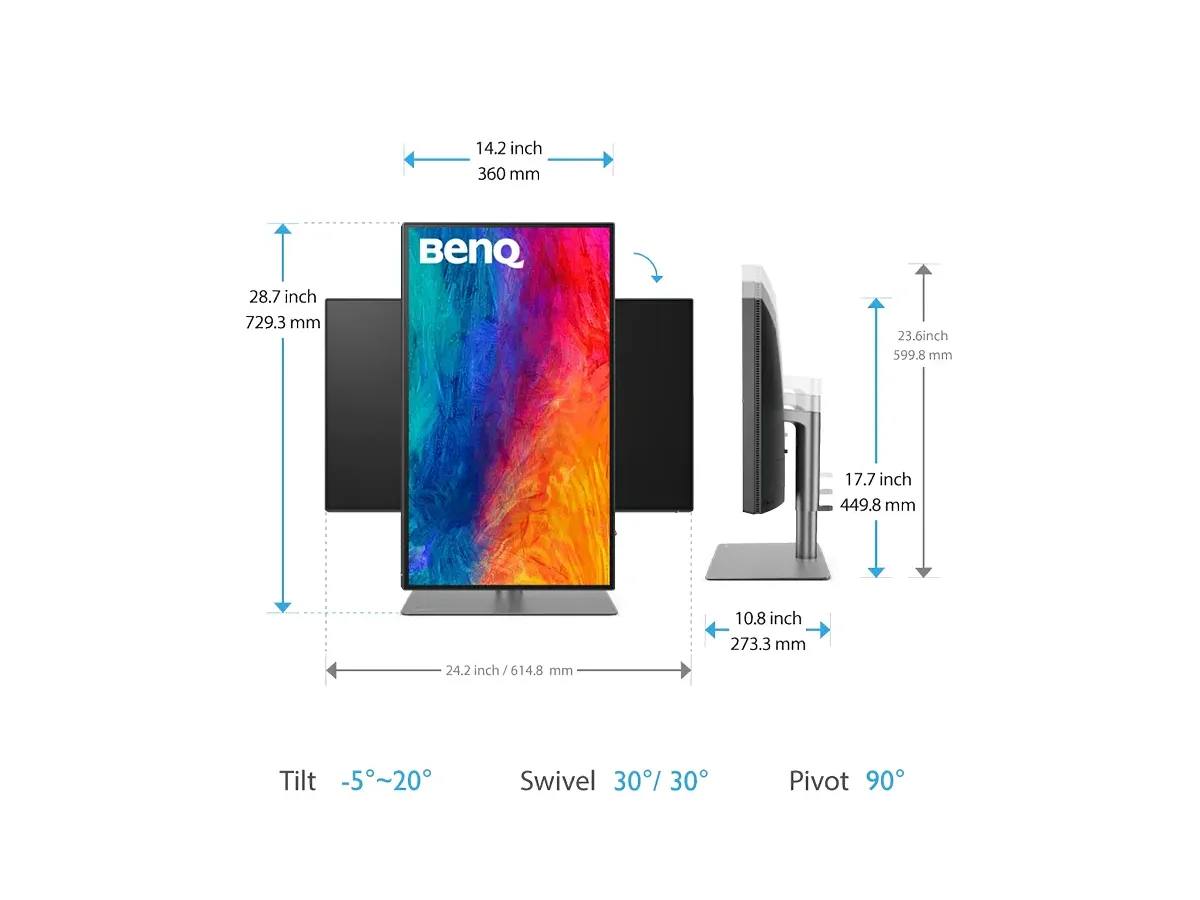 14.2 inch
360 mm
BenQ
28.7 inch
729.3 mm
23.6inch
599.8 mm
17.7 inch
449.8 mm
10.8 inch
273.3 mm
24.2 inch / 614.8 mm
Tilt -5°~20°
Swivel 30°/ 30°
Pivot 90°